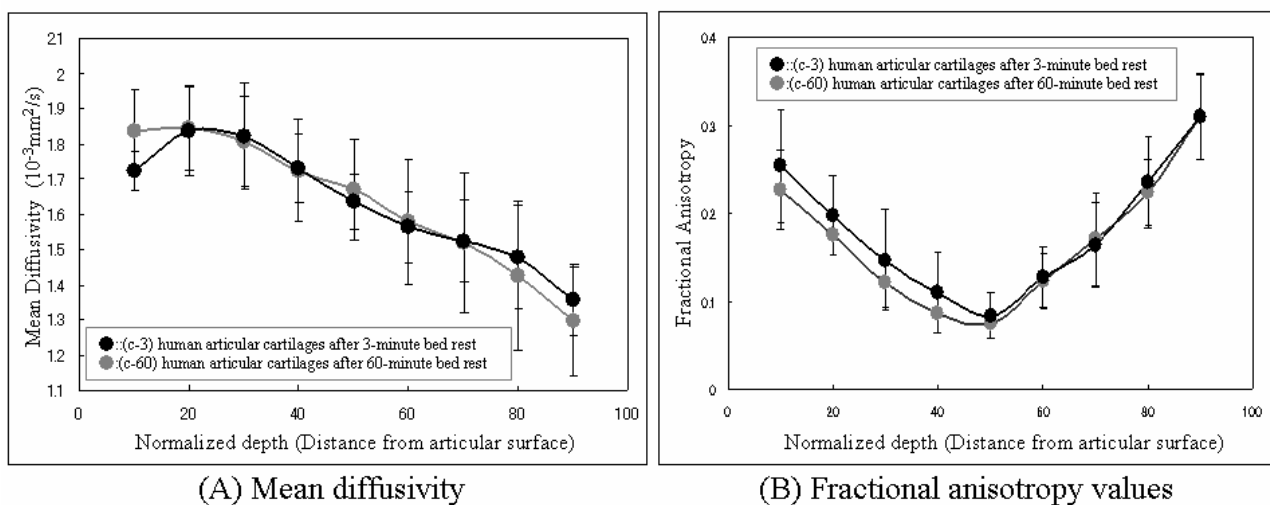 21
2
1.9
1.8
1.7
1.6
1.5
1.4
1.3
1.2
1.1
0 20 40 60 80 100
Mean Diffusivity (10-3mm2/s)
Normalized depth (Distance from articular surface)
::(c-3) human articular cartilages after 3-minute bed rest
:(c-60) human articular cartilages after 60-minute bed rest
(A) Mean diffusivity
0.4
0.3
0.2
0.1
0
0 20 40 60 80 100
Fractional Anisotropy
Normalized depth (Distance from articular surface)
::(c-3) human articular cartilages after 3-minute bed rest
:(c-60) human articular cartilages after 60-minute bed rest
(B) Fractional anisotropy values